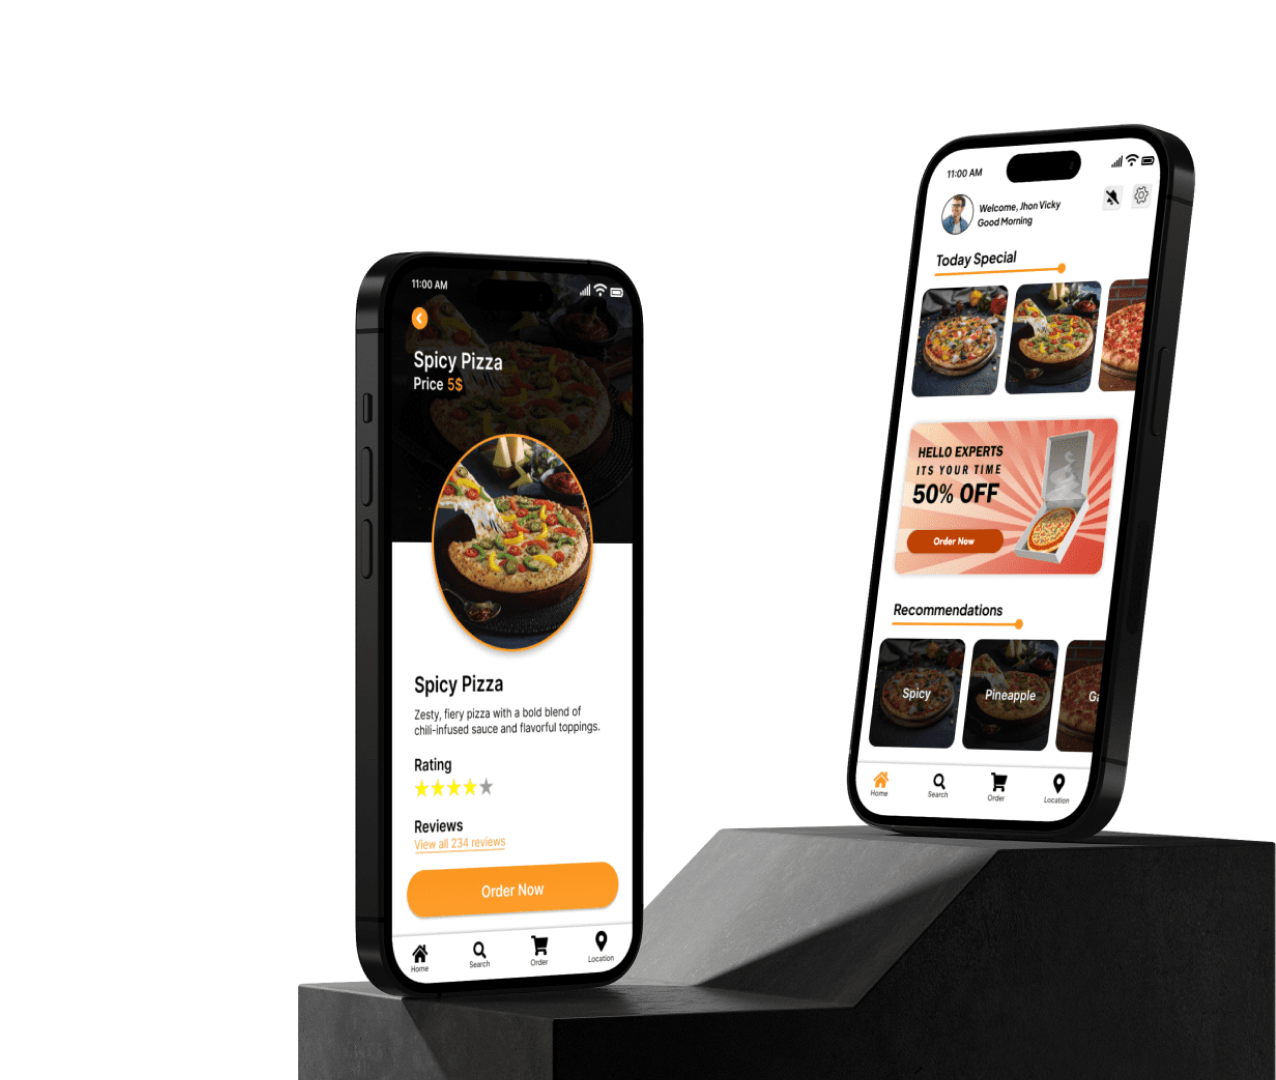 11:00 AM
Spicy Pizza
Price 5$
Spicy Pizza
Zesty, fiery pizza with a bold blend of
chili-infused sauce and flavorful toppings.
Rating
Reviews
View all 234 reviews
Order Now
Home
Search
Order
Location
11:00 AM
Welcome, Jhon Vicky
Good Morning
Today Special
HELLO EXPERTS
ITS YOUR TIME
50% OFF
Order Now
Recommendations
Spicy
Pineapple
Ga
Home
Search
Order
Location